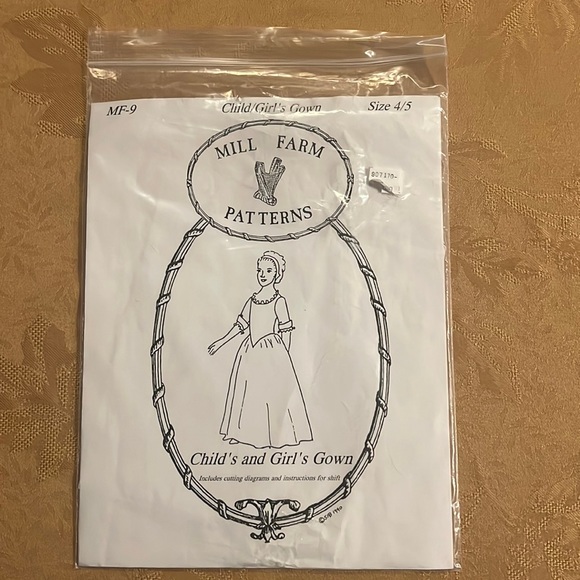 MF-9 Child/Girl's Gown Size 4/5
MILL FARM
PATTERNS
Child's and Girl's Gown
Includes cutting diagrams and instructions for shift